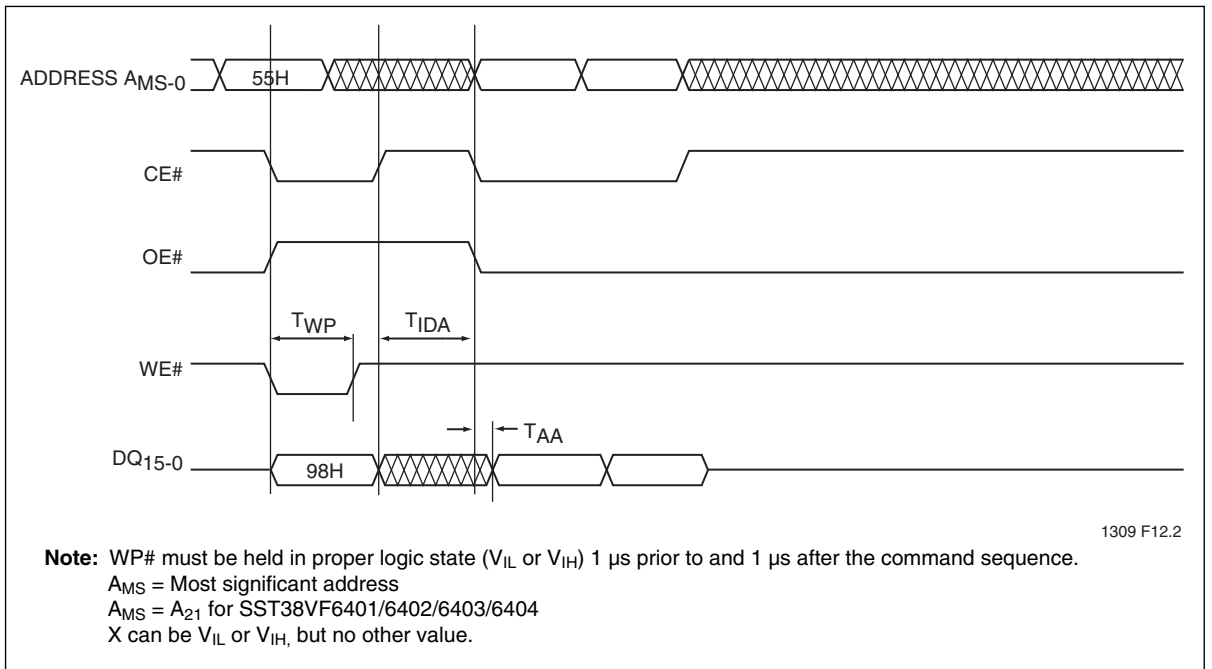 ADDRESS AMS-0
55H
CE#
OE#
TWP
TIDA
WE#
TAA
DQ15-0
98H
1309 F12.2
Note: WP# must be held in proper logic state (VIL or VIH) 1 µs prior to and 1 µs after the command sequence.
AMS = Most significant address
AMS = A21 for SST38VF6401/6402/6403/6404
X can be VIL or VIH, but no other value.